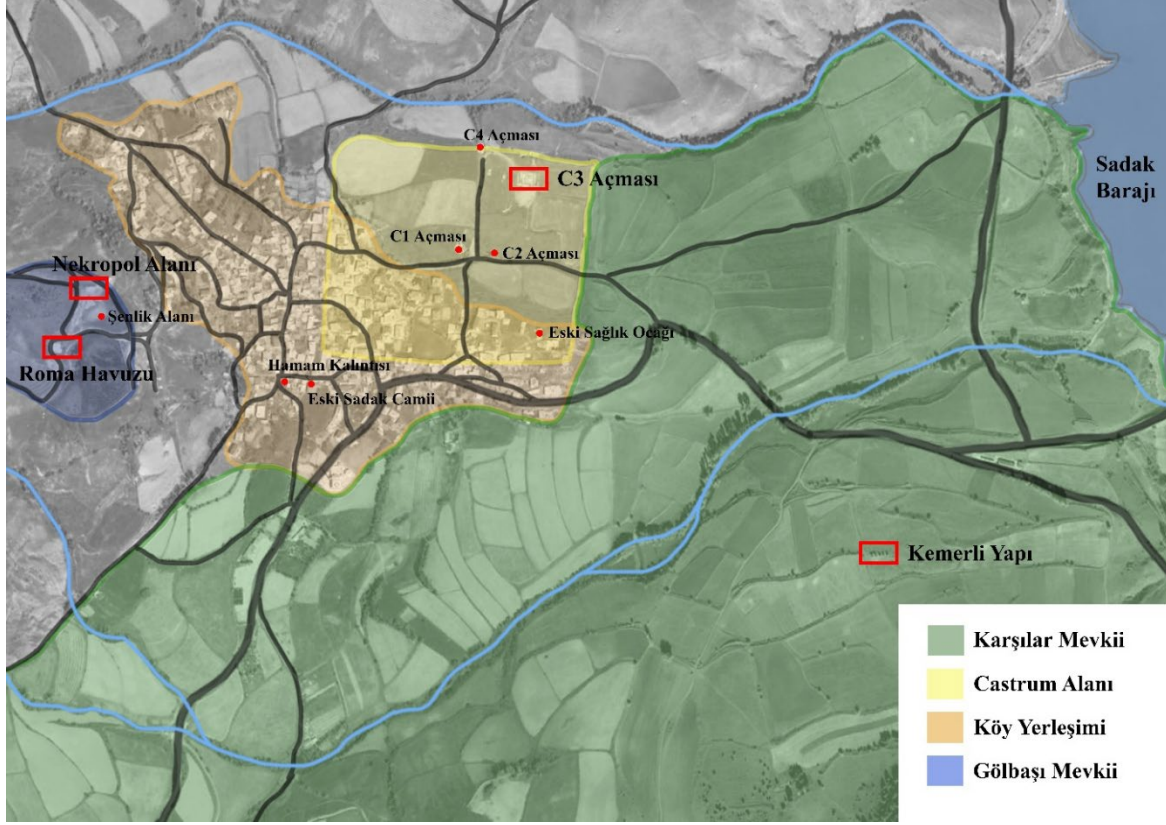 C4 Açması
C3 Açması
Sadak
Barajı
C1 Açması
C2 Açması
Nekropol Alanı
Şenlik Alanı
Eski Sağlık Ocağı
Roma Havuzu
Hamam Kalıntısı
Eski Sadak Camii
Kemerli Yapı
Karşılar Mevkii
Castrum Alanı
Köy Yerleşimi
Gölbaşı Mevkii